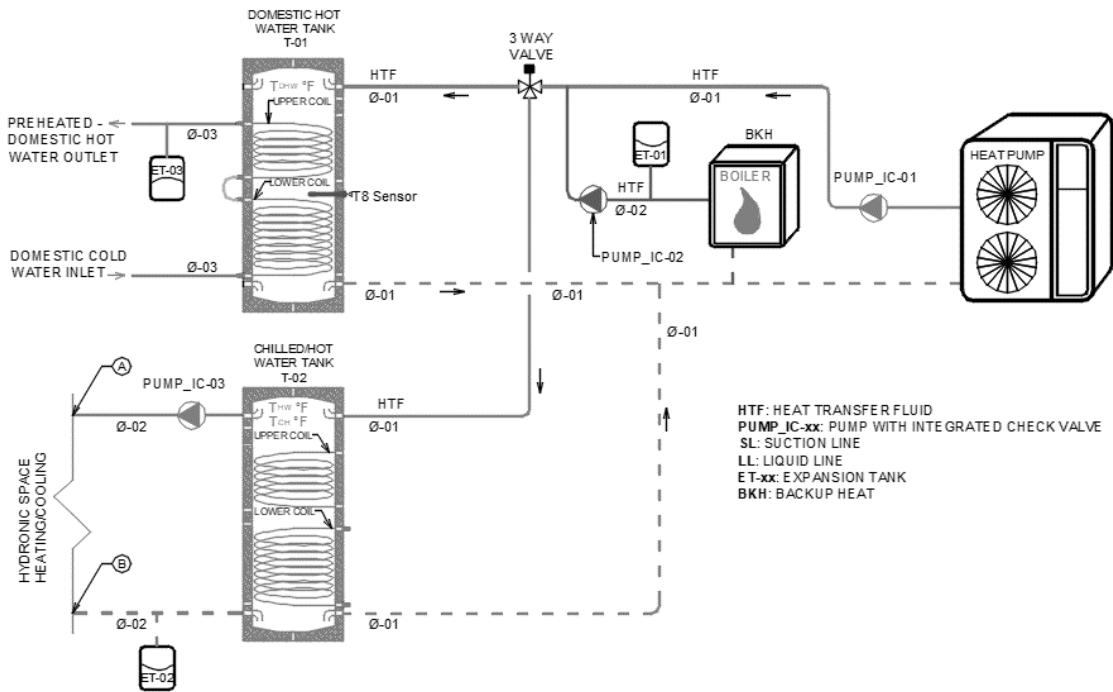 DOMESTIC HOT
WATER TANK
T-01
3 WAY
VALVE
HTF
Ø-01
HTF
Ø-01
TDHW °F
UPPER COIL
PREHEATED -
DOMESTIC HOT
WATER OUTLET
Ø-03
ET-03
LOWER COIL
T8 Sensor
ET-01
HTF
Ø-02
PUMP_IC-02
BKH
BOILER
PUMP_IC-01
HEAT PUMP
DOMESTIC COLD
WATER INLET
Ø-03
Ø-01
Ø-01
Ø-01
CHILLED/HOT
WATER TANK
T-02
A
PUMP_IC-03
Ø-02
THW °F
TCH °F
UPPER COIL
HTF
Ø-01
LOWER COIL
HYDRONIC SPACE
HEATING/COOLING
B
Ø-02
ET-02
Ø-01
HTF: HEAT TRANSFER FLUID
PUMP_IC-xx: PUMP WITH INTEGRATED CHECK VALVE
SL: SUCTION LINE
LL: LIQUID LINE
ET-xx: EXPANSION TANK
BKH: BACKUP HEAT